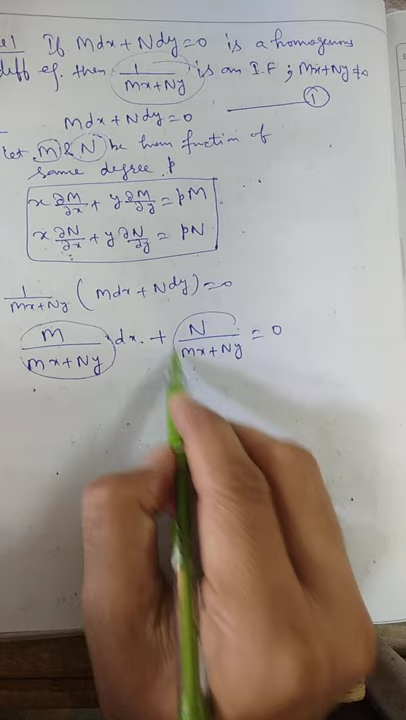 If Mdx+Ndy=0 is a homogenous
diff eq. then 1/(Mx+Ny) is an I.F ; Mx+Ny≠0
Mdx+Ndy=0 ——— ①
let M & N be hom fuction of
same degree p
x ∂M/∂x + y ∂M/∂y = pM
x ∂N/∂x + y ∂N/∂y = pN
1/(Mx+Ny) (Mdx+Ndy)=0
M/(Mx+Ny) dx + N/(Mx+Ny) = 0